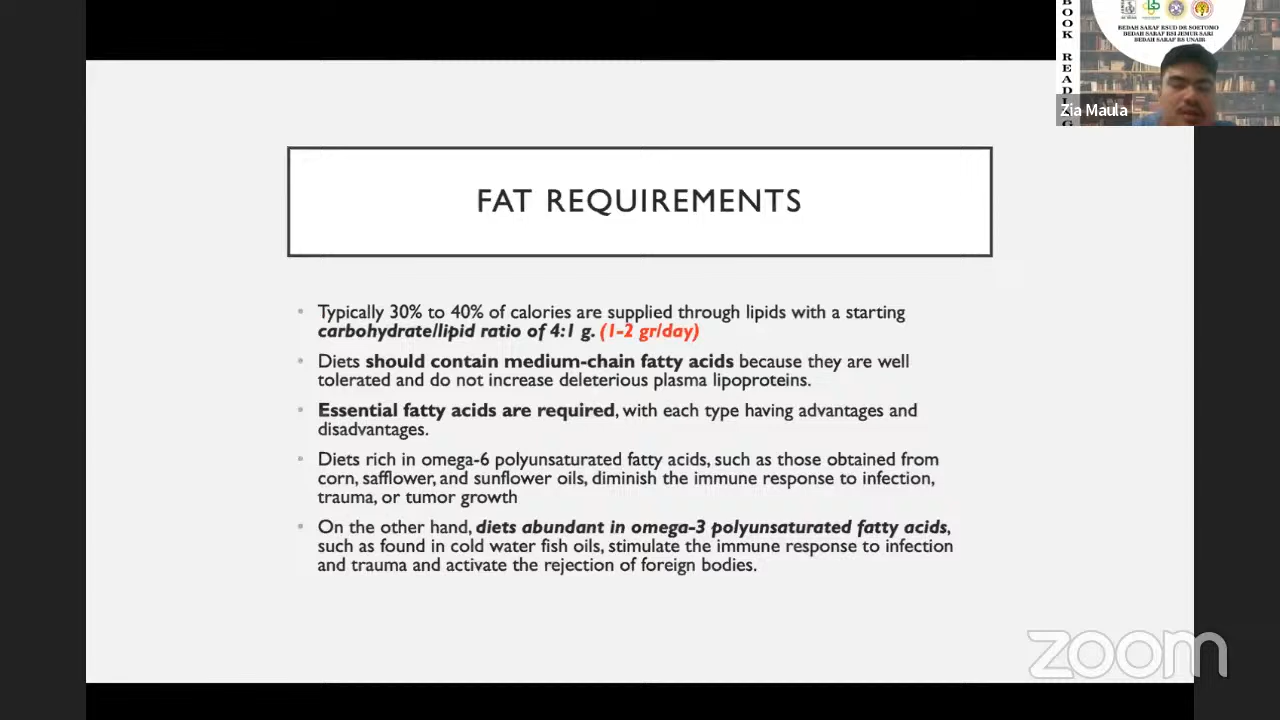 BOOK READING
BEDAH SARAF RSUD DR SOETOMO
BEDAH SARAF RSI JEMUR SARI
BEDAH SARAF RS UNAIR
Zia Maula
FAT REQUIREMENTS
• Typically 30% to 40% of calories are supplied through lipids with a starting
carbohydrate/lipid ratio of 4:1 g. (1-2 gr/day)
• Diets should contain medium-chain fatty acids because they are well
tolerated and do not increase deleterious plasma lipoproteins.
• Essential fatty acids are required, with each type having advantages and
disadvantages.
• Diets rich in omega-6 polyunsaturated fatty acids, such as those obtained from
corn, safflower, and sunflower oils, diminish the immune response to infection,
trauma, or tumor growth
• On the other hand, diets abundant in omega-3 polyunsaturated fatty acids,
such as found in cold water fish oils, stimulate the immune response to infection
and trauma and activate the rejection of foreign bodies.
zoom